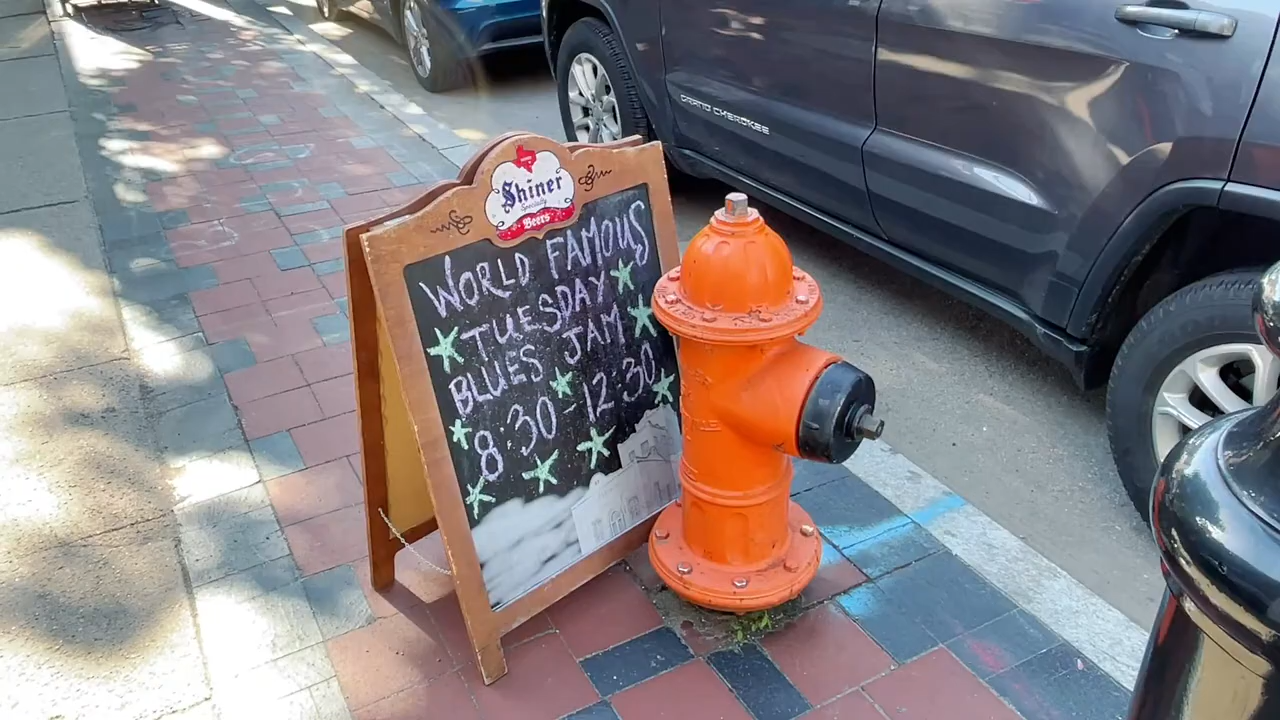 Shiner
Specialty
Beers
WORLD FAMOUS
TUESDAY
BLUES JAM
8:30-12:30
GRAND CHEROKEE